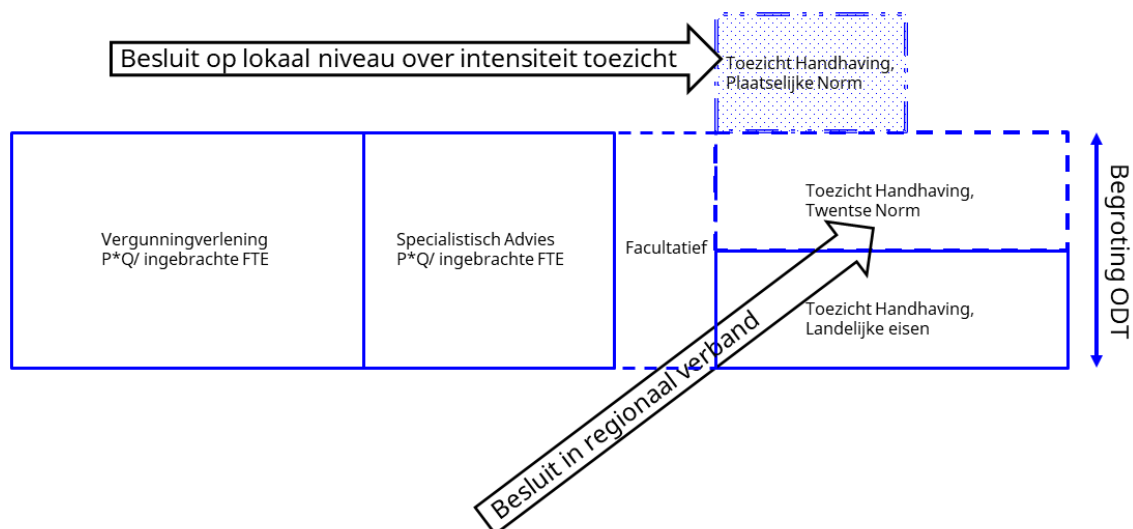 Besluit op lokaal niveau over intensiteit toezicht
Toezicht Handhaving,
Plaatselijke Norm
Vergunningverlening
P*Q/ ingebrachte FTE
Specialistisch Advies
P*Q/ ingebrachte FTE
Facultatief
Toezicht Handhaving,
Twentse Norm
Toezicht Handhaving,
Landelijke eisen
Begroting ODT
Besluit in regionaal verband